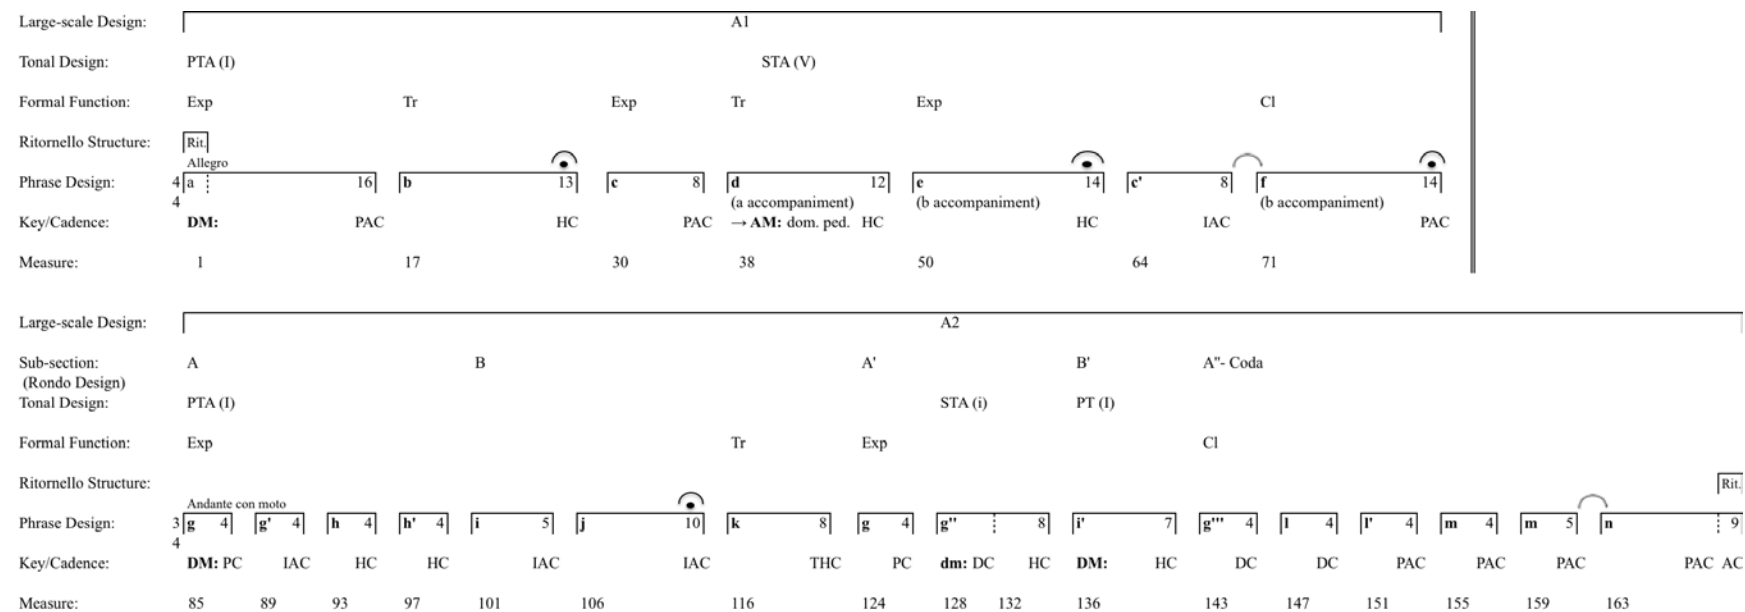 Large-scale Design: A1
Tonal Design: PTA (I) STA (V)
Formal Function: Exp Tr Exp Tr Exp Cl
Ritornello Structure: Rit.
Allegro
Phrase Design: 4 a 16 b 13 c 8 d 12 e 14 c' 8 f 14
4 (a accompaniment) (b accompaniment) (b accompaniment)
Key/Cadence: DM: PAC HC PAC → AM: dom. ped. HC HC IAC PAC
Measure: 1 17 30 38 50 64 71
Large-scale Design: A2
Sub-section: A B A' B' A"- Coda
(Rondo Design)
Tonal Design: PTA (I) STA (i) PT (I)
Formal Function: Exp Tr Exp Cl
Ritornello Structure: Rit.
Andante con moto
Phrase Design: 3 g 4 g' 4 h 4 h' 4 i 5 j 10 k 8 g 4 g" 8 i' 7 g''' 4 l 4 l' 4 m 4 m 5 n 9
4
Key/Cadence: DM: PC IAC HC HC IAC IAC THC PC dm: DC HC DM: HC DC DC PAC PAC PAC PAC AC
Measure: 85 89 93 97 101 106 116 124 128 132 136 143 147 151 155 159 163